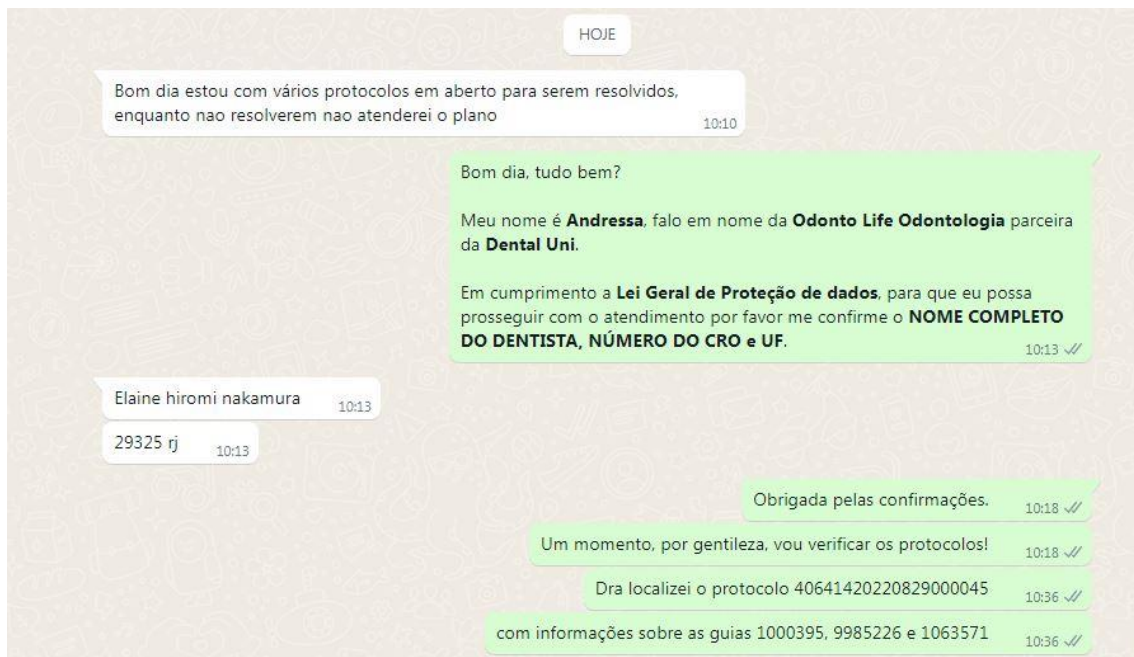 HOJE
Bom dia estou com vários protocolos em aberto para serem resolvidos,
enquanto nao resolverem nao atenderei o plano
10:10
Bom dia, tudo bem?
Meu nome é Andressa, falo em nome da Odonto Life Odontologia parceira
da Dental Uni.
Em cumprimento a Lei Geral de Proteção de dados, para que eu possa
prosseguir com o atendimento por favor me confirme o NOME COMPLETO
DO DENTISTA, NÚMERO DO CRO e UF.
10:13
Elaine hiromi nakamura 10:13
29325 rj 10:13
Obrigada pelas confirmações. 10:18
Um momento, por gentileza, vou verificar os protocolos! 10:18
Dra localizei o protocolo 40641420220829000045 10:36
com informações sobre as guias 1000395, 9985226 e 1063571 10:36